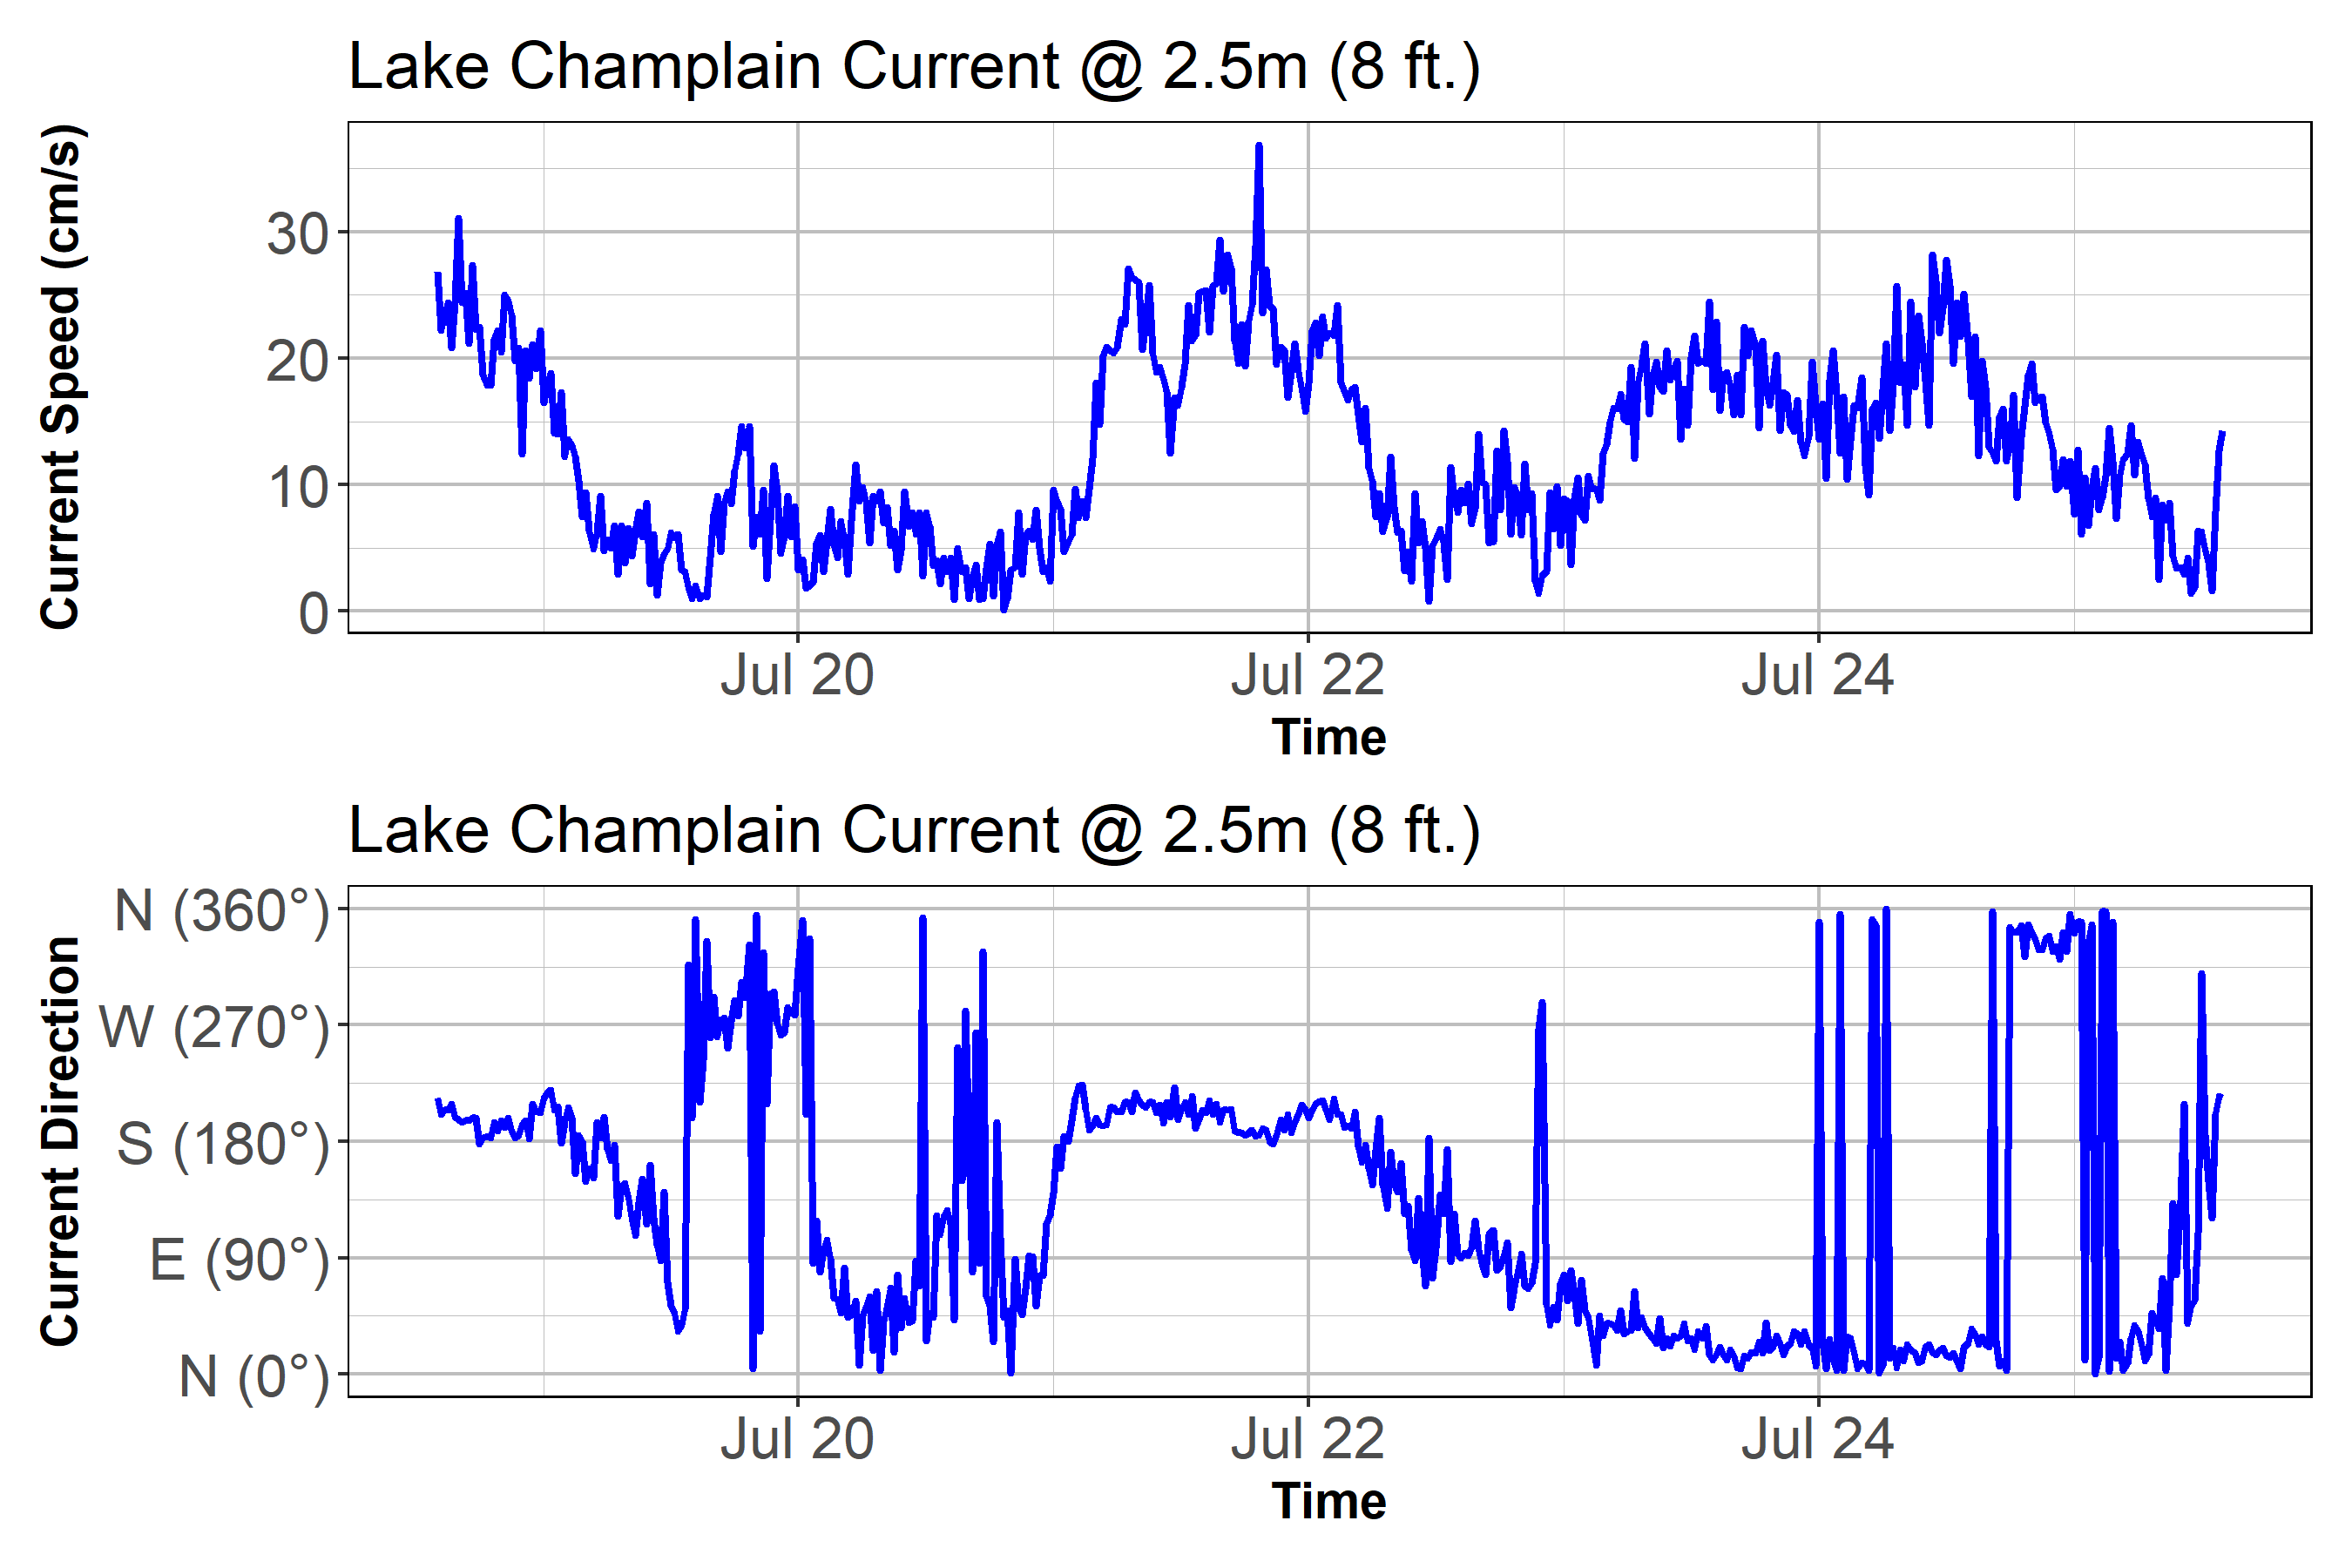 Lake Champlain Current @ 2.5m (8 ft.)
Current Speed (cm/s)
30
20
10
0
Jul 20 Jul 22 Jul 24
Time
Lake Champlain Current @ 2.5m (8 ft.)
Current Direction
N (360°)
W (270°)
S (180°)
E (90°)
N (0°)
Jul 20 Jul 22 Jul 24
Time